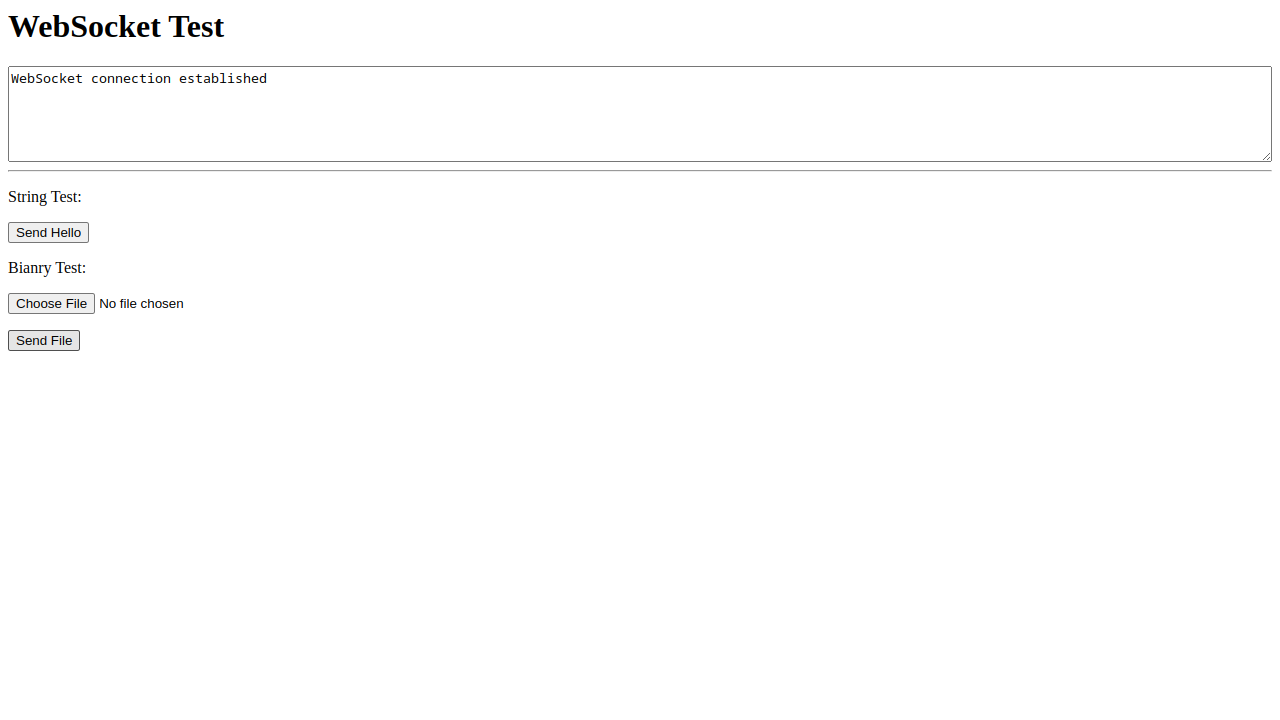 WebSocket Test
WebSocket connection established
String Test:
Send Hello
Bianry Test:
Choose File No file chosen
Send File